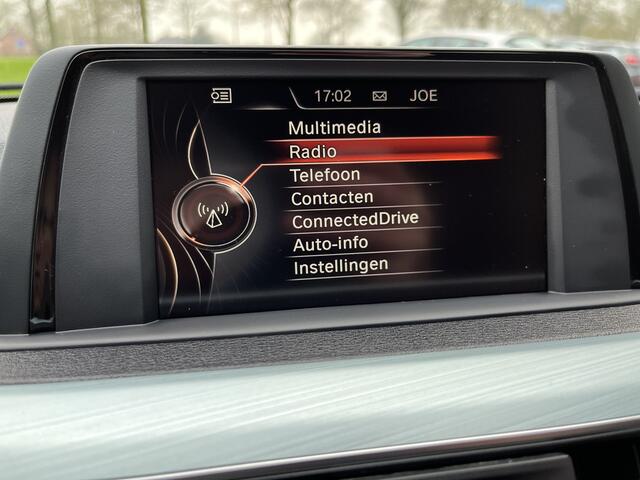 17:02 JOE
Multimedia
Radio
Telefoon
Contacten
ConnectedDrive
Auto-info
Instellingen